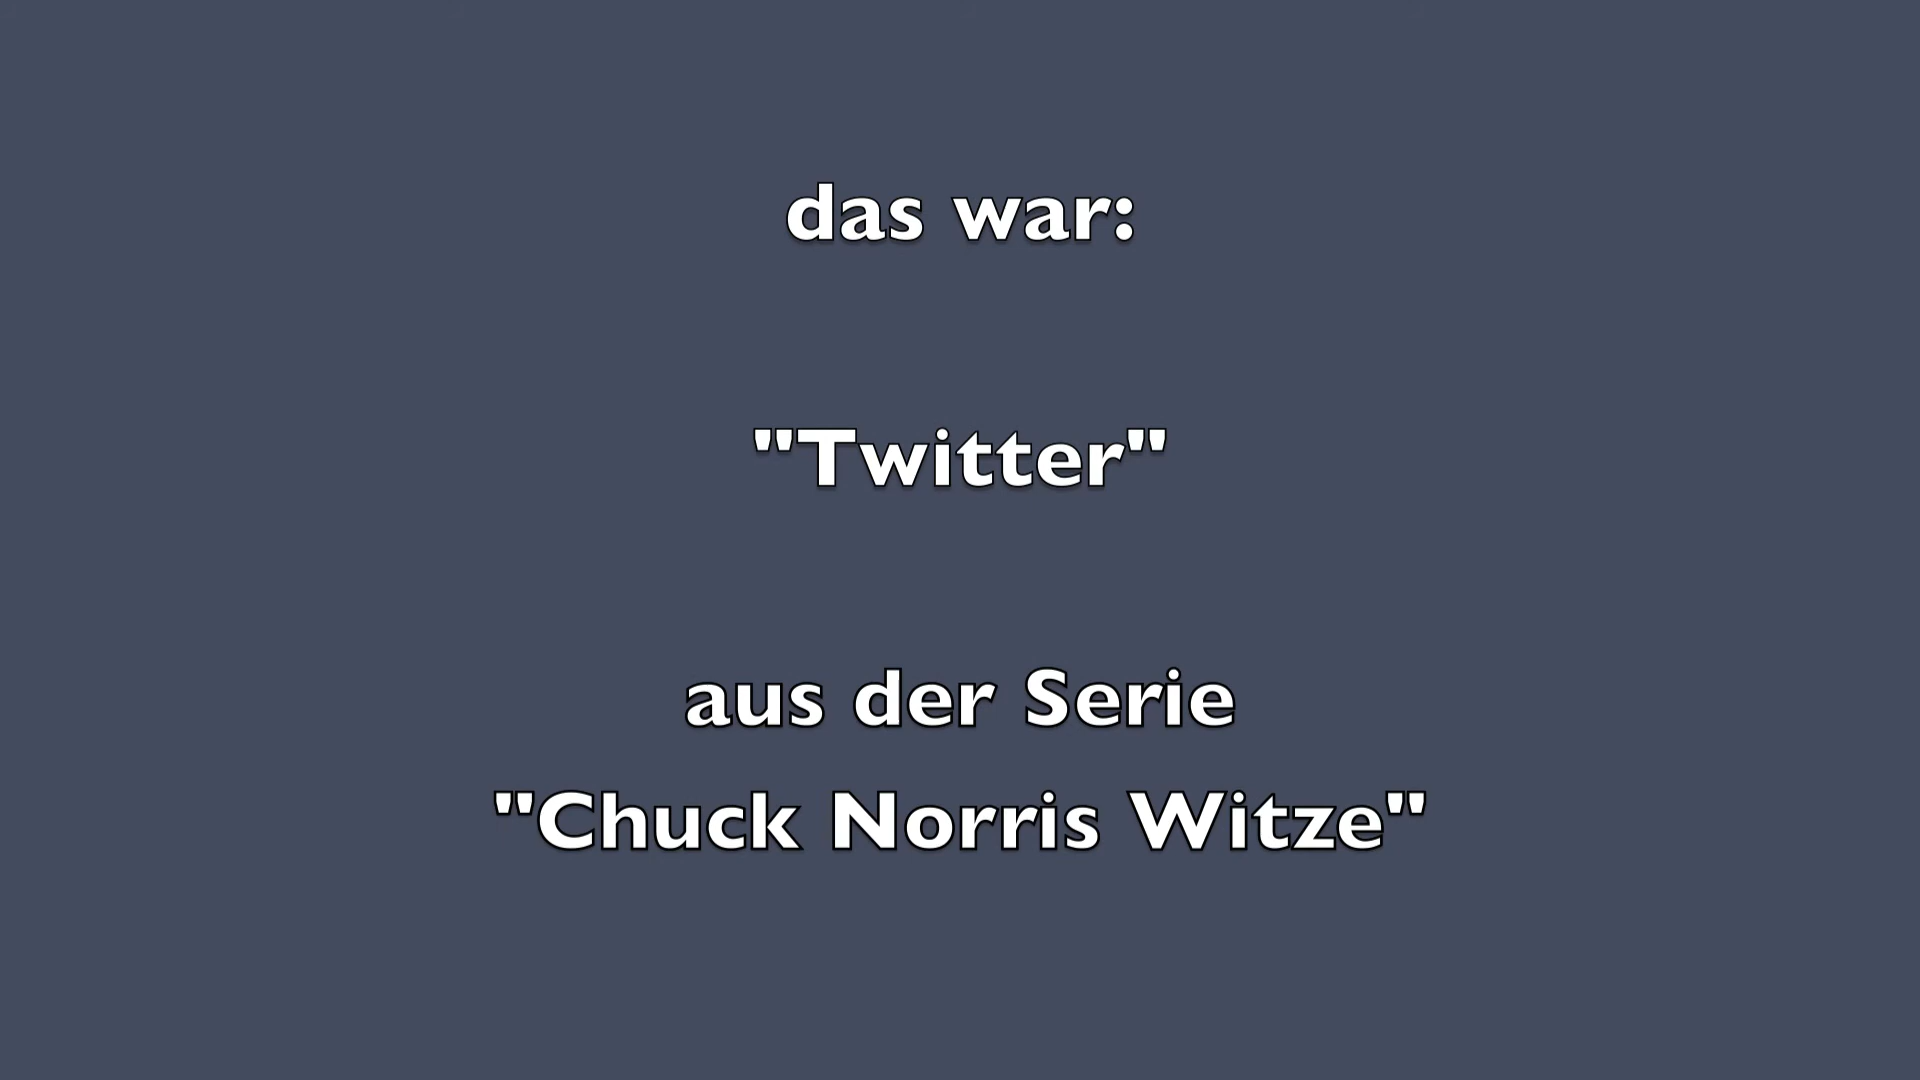 das war:
"Twitter"
aus der Serie
"Chuck Norris Witze"